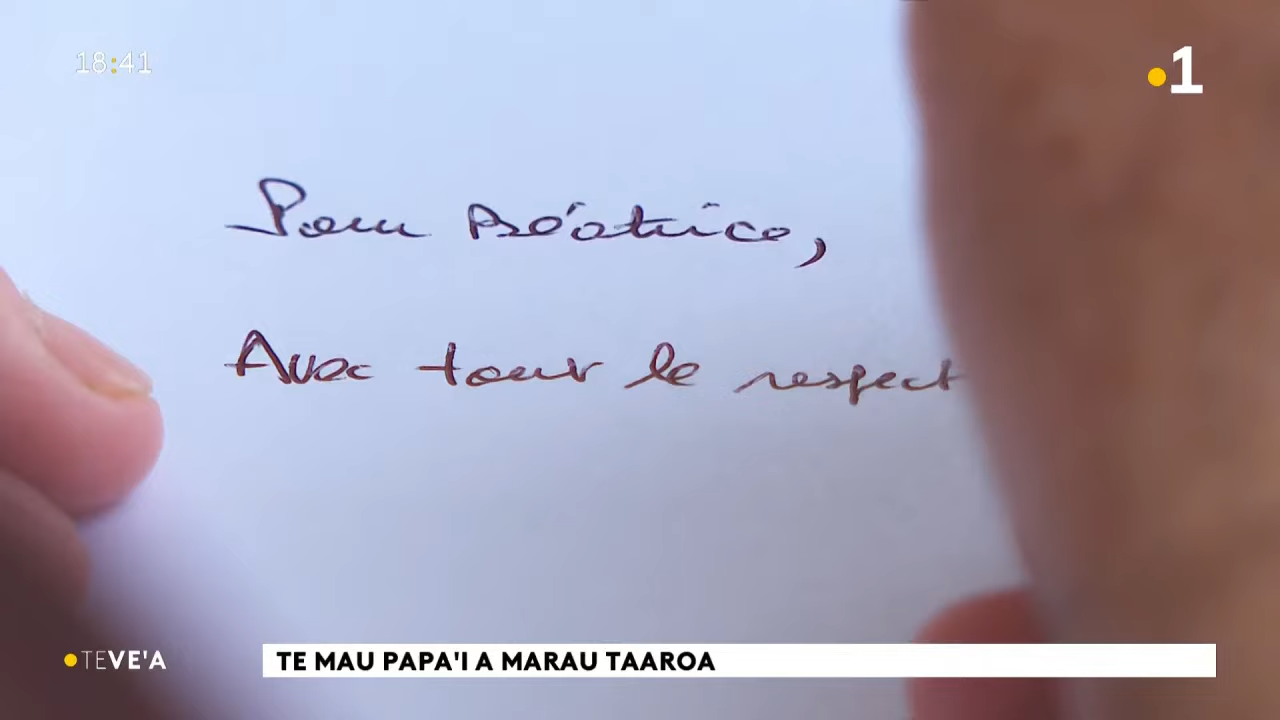 18:41
1
Pour Béatrice,
Avec tout le respect
TEVE'A
TE MAU PAPA'I A MARAU TAAROA